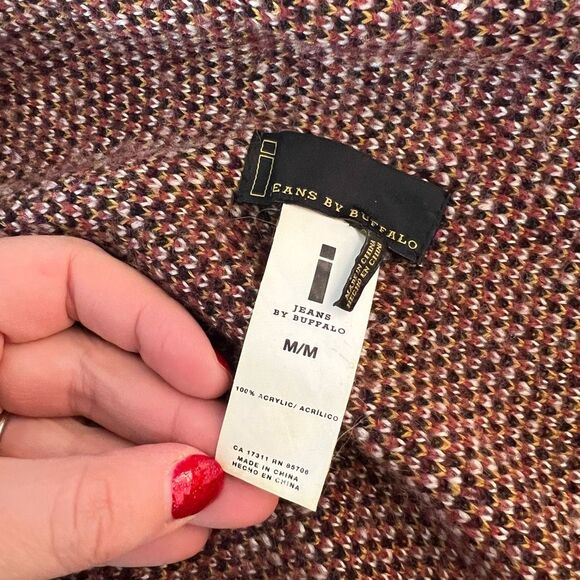 i
JEANS BY BUFFALO
MADE IN CHINA
HECHO EN CHINA
i
JEANS
BY BUFFALO
M/M
100% ACRYLIC/ ACRÍLICO
CA 17311 RN 85706
MADE IN CHINA
HECHO EN CHINA